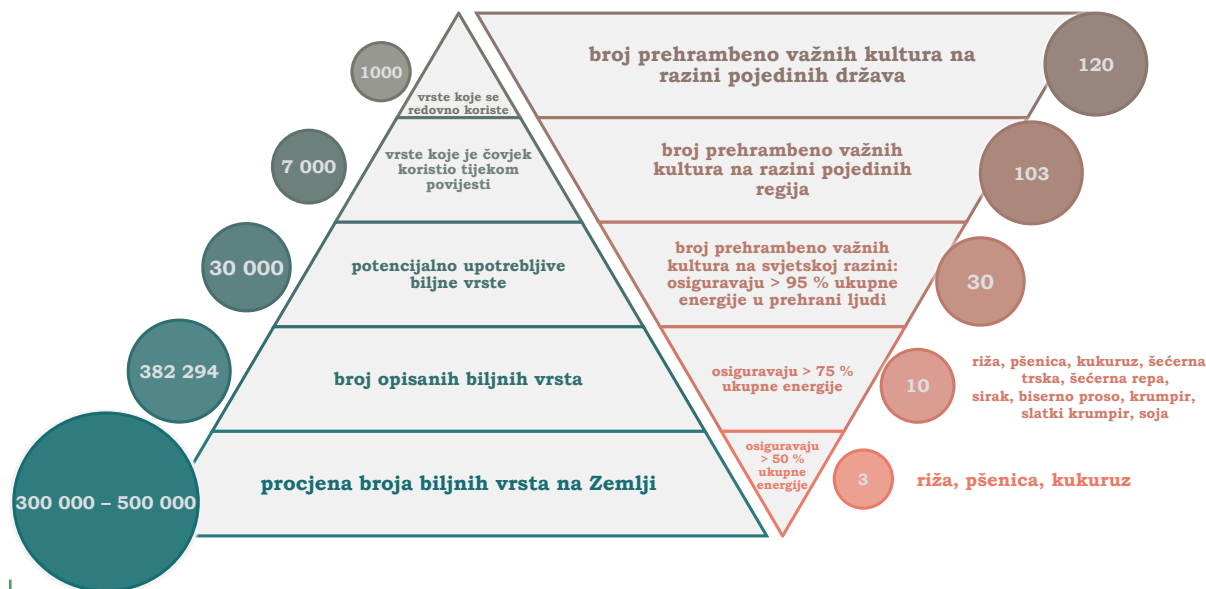 1000
vrste koje se
redovno koriste
7 000
vrste koje je čovjek
koristio tijekom
povijesti
30 000
potencijalno upotrebljive
biljne vrste
382 294
broj opisanih biljnih vrsta
300 000 – 500 000
procjena broja biljnih vrsta na Zemlji
broj prehrambeno važnih kultura na
razini pojedinih država
120
broj prehrambeno važnih
kultura na razini pojedinih
regija
103
broj prehrambeno važnih
kultura na svjetskoj razini:
osiguravaju > 95 % ukupne
energije u prehrani ljudi
30
osiguravaju > 75 %
ukupne energije
10
riža, pšenica, kukuruz, šećerna
trska, šećerna repa,
sirak, biserno proso, krumpir,
slatki krumpir, soja
osiguravaju
> 50 %
ukupne
energije
3
riža, pšenica, kukuruz